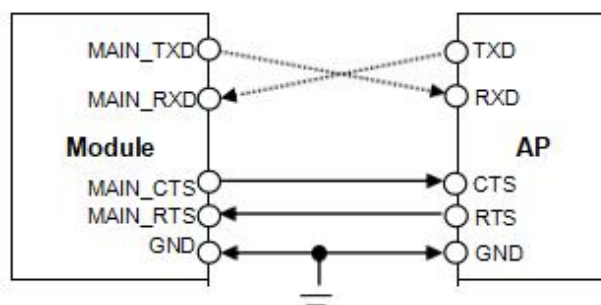 MAIN_TXD
TXD
MAIN_RXD
RXD
Module
AP
MAIN_CTS
CTS
MAIN_RTS
RTS
GND
GND